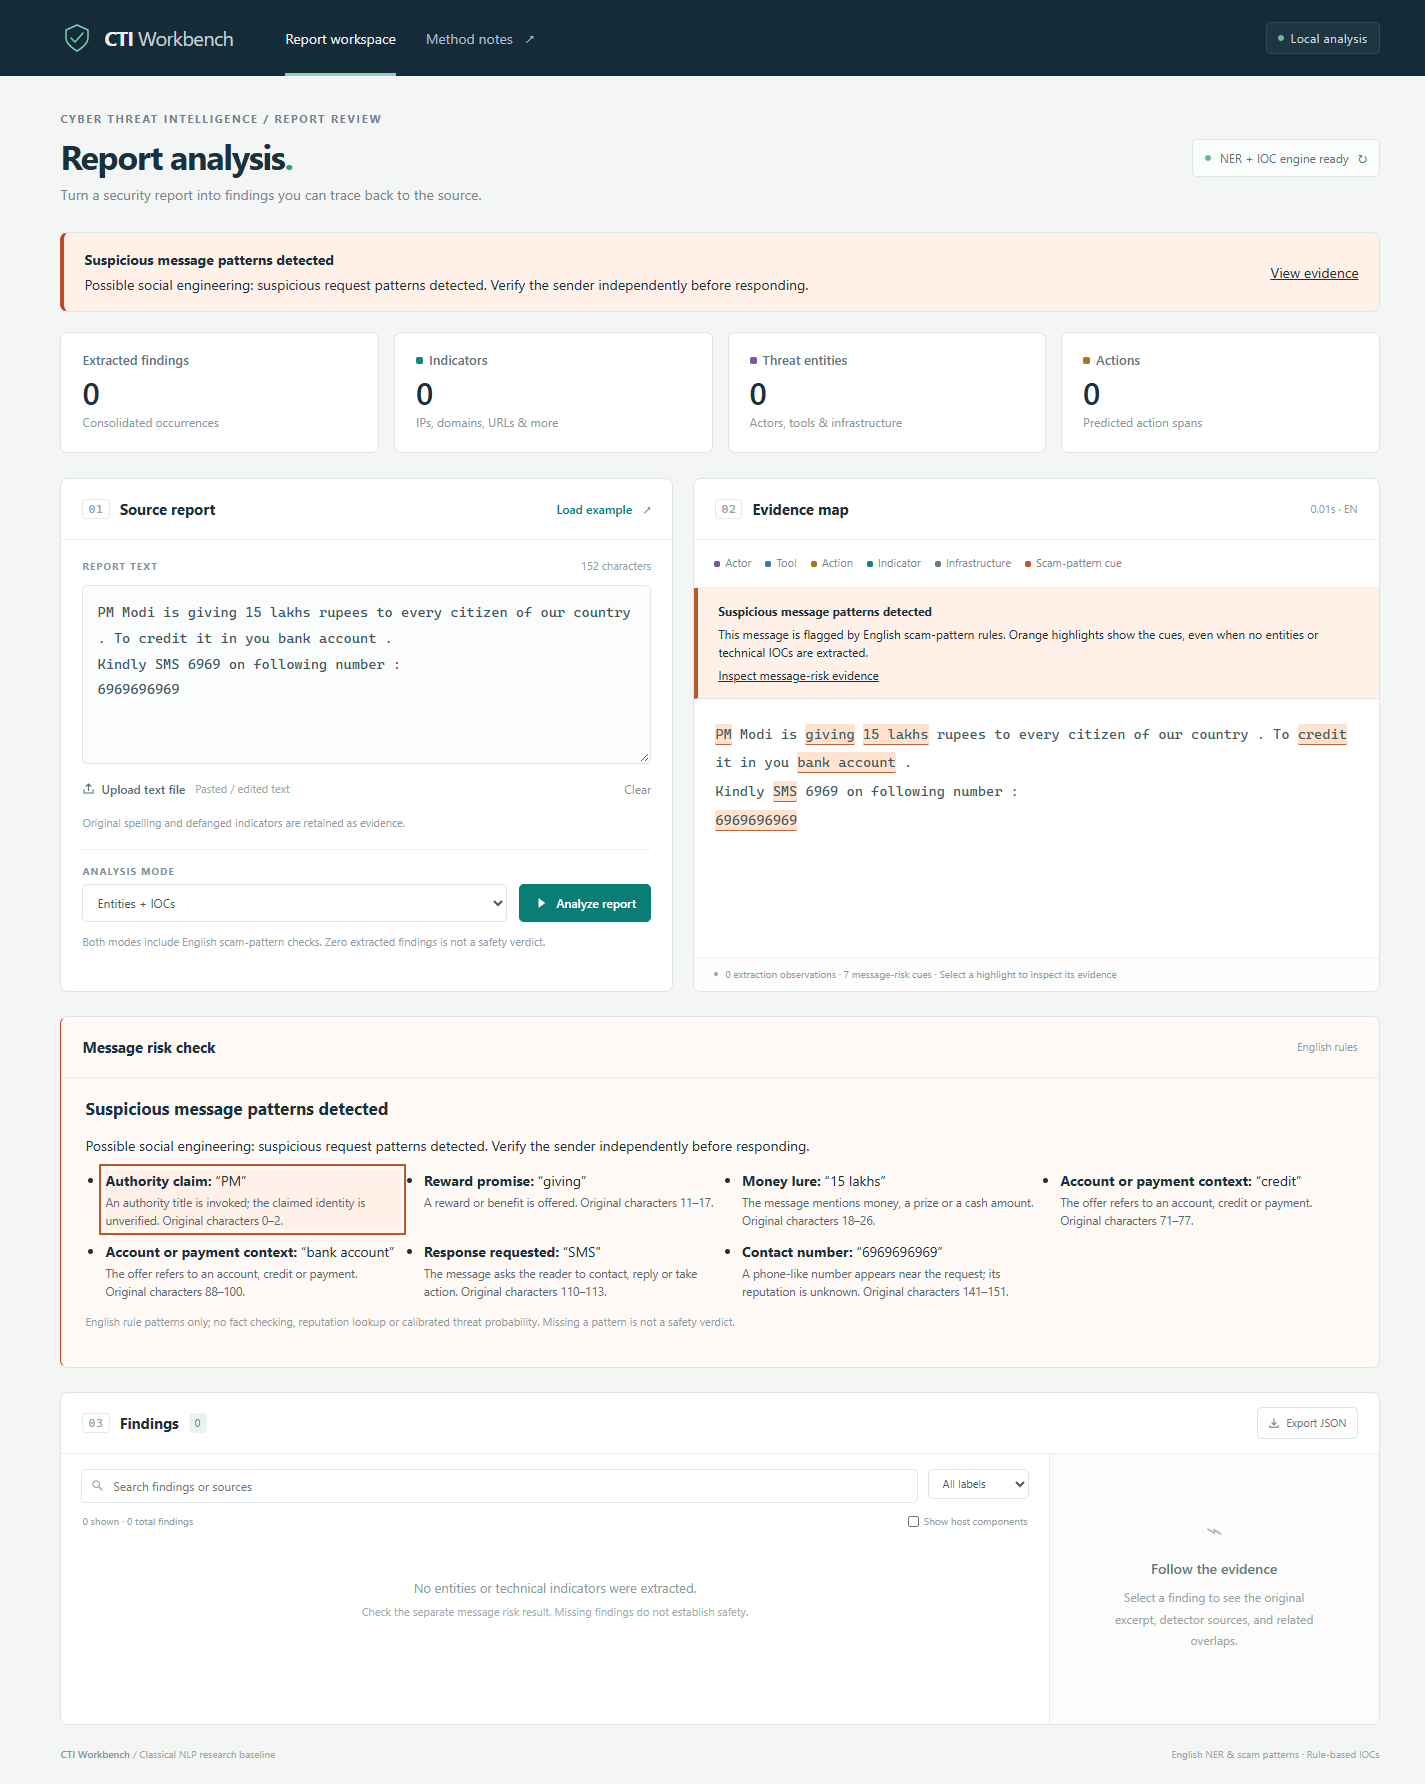 CTI Workbench
Report workspace
Method notes ↗
Local analysis
CYBER THREAT INTELLIGENCE / REPORT REVIEW
Report analysis.
NER + IOC engine ready ↻
Turn a security report into findings you can trace back to the source.
Suspicious message patterns detected
Possible social engineering: suspicious request patterns detected. Verify the sender independently before responding.
View evidence
Extracted findings
0
Consolidated occurrences
Indicators
0
IPs, domains, URLs & more
Threat entities
0
Actors, tools & infrastructure
Actions
0
Predicted action spans
01 Source report
Load example ↗
REPORT TEXT
152 characters
PM Modi is giving 15 lakhs rupees to every citizen of our country
. To credit it in you bank account .
Kindly SMS 6969 on following number :
6969696969
Upload text file Pasted / edited text
Clear
Original spelling and defanged indicators are retained as evidence.
ANALYSIS MODE
Entities + IOCs
Analyze report
Both modes include English scam-pattern checks. Zero extracted findings is not a safety verdict.
02 Evidence map
0.01s · EN
Actor Tool Action Indicator Infrastructure Scam-pattern cue
Suspicious message patterns detected
This message is flagged by English scam-pattern rules. Orange highlights show the cues, even when no entities or
technical IOCs are extracted.
Inspect message-risk evidence
PM Modi is giving 15 lakhs rupees to every citizen of our country . To credit
it in you bank account .
Kindly SMS 6969 on following number :
6969696969
0 extraction observations · 7 message-risk cues · Select a highlight to inspect its evidence
Message risk check
English rules
Suspicious message patterns detected
Possible social engineering: suspicious request patterns detected. Verify the sender independently before responding.
Authority claim: “PM”
An authority title is invoked; the claimed identity is
unverified. Original characters 0–2.
Reward promise: “giving”
A reward or benefit is offered. Original characters 11–17.
Money lure: “15 lakhs”
The message mentions money, a prize or a cash amount.
Original characters 18–26.
Account or payment context: “credit”
The offer refers to an account, credit or payment.
Original characters 71–77.
Account or payment context: “bank account”
The offer refers to an account, credit or payment.
Original characters 88–100.
Response requested: “SMS”
The message asks the reader to contact, reply or take
action. Original characters 110–113.
Contact number: “6969696969”
A phone-like number appears near the request; its
reputation is unknown. Original characters 141–151.
English rule patterns only; no fact checking, reputation lookup or calibrated threat probability. Missing a pattern is not a safety verdict.
03 Findings 0
Export JSON
Search findings or sources
All labels
0 shown · 0 total findings
Show host components
No entities or technical indicators were extracted.
Check the separate message risk result. Missing findings do not establish safety.
Follow the evidence
Select a finding to see the original
excerpt, detector sources, and related
overlaps.
CTI Workbench / Classical NLP research baseline
English NER & scam patterns · Rule-based IOCs